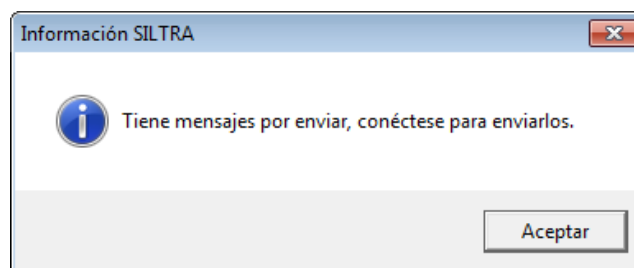 Información SILTRA
Tiene mensajes por enviar, conéctese para enviarlos.
Aceptar